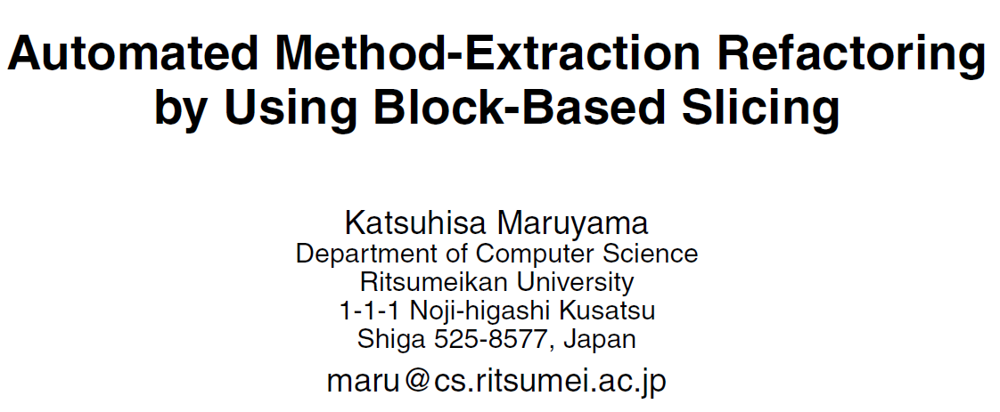 Automated Method-Extraction Refactoring
by Using Block-Based Slicing
Katsuhisa Maruyama
Department of Computer Science
Ritsumeikan University
1-1-1 Noji-higashi Kusatsu
Shiga 525-8577, Japan
maru@cs.ritsumei.ac.jp